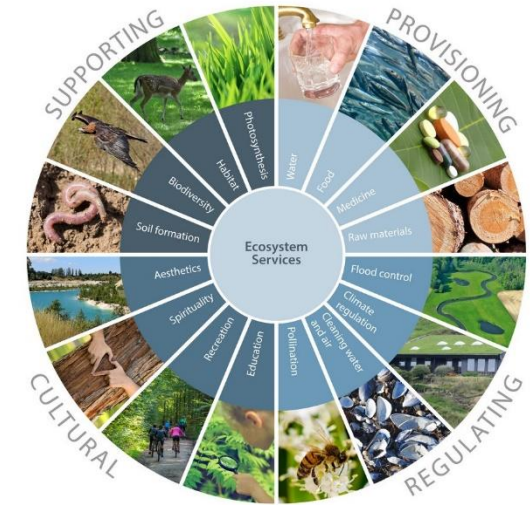 SUPPORTING
PROVISIONING
Photosynthesis
Habitat
Biodiversity
Soil formation
Water
Food
Medicine
Raw materials
Ecosystem
Services
Aesthetics
Spirituality
Recreation
Education
Flood control
Climate
regulation
Cleaning water
and air
Pollination
CULTURAL
REGULATING